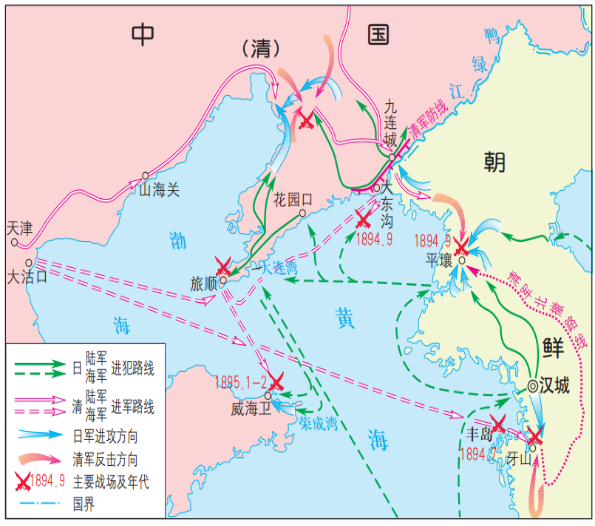 中
国
(清)
鸭
绿
江
清军防线
九连城
朝
大东沟
花园口
山海关
天津
大沽口
渤
海
旅顺
大连湾
1894.9
1894.9
平壤
清军北撤路线
黄
海
鲜
汉城
1895.1-2
威海卫
荣成湾
丰岛
1894.7
牙山
日 陆军 海军 进犯路线
清 陆军 海军 进军路线
日军进攻方向
清军反击方向
1894.9 主要战场及年代
国界